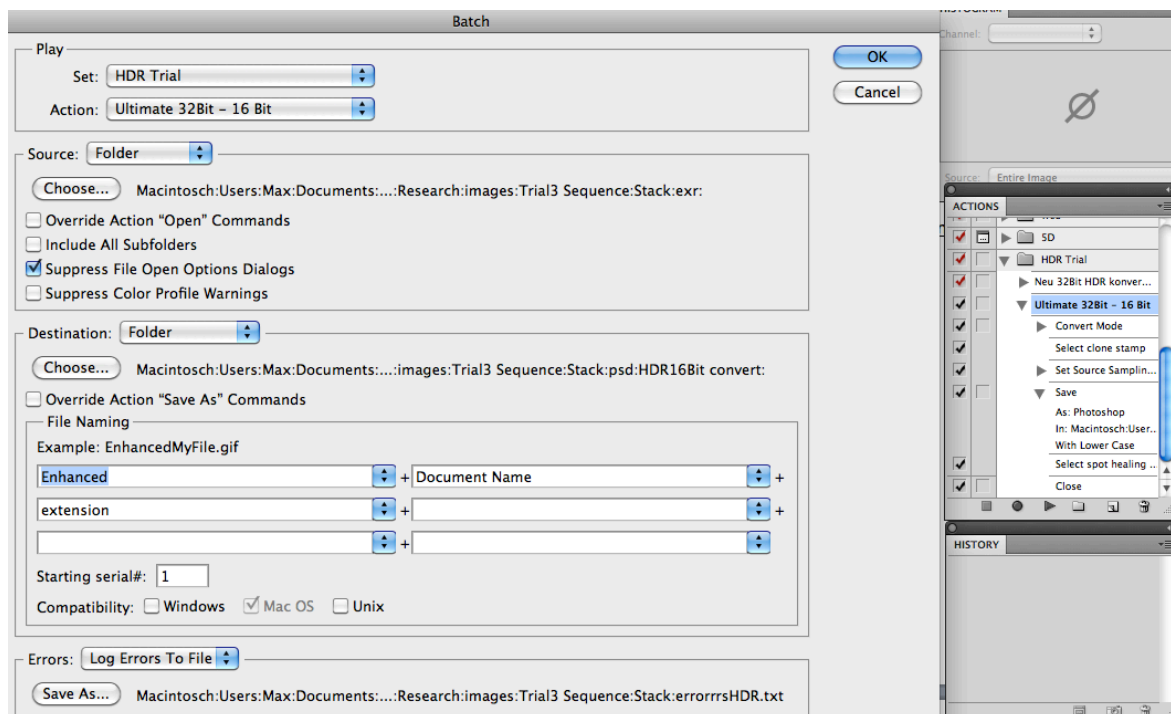 Batch
Play
Set: HDR Trial
Action: Ultimate 32Bit – 16 Bit
OK
Cancel
Source: Folder
Choose... Macintosch:Users:Max:Documents:...:Research:images:Trial3 Sequence:Stack:exr:
Override Action “Open” Commands
Include All Subfolders
Suppress File Open Options Dialogs
Suppress Color Profile Warnings
Destination: Folder
Choose... Macintosch:Users:Max:Documents:...:images:Trial3 Sequence:Stack:psd:HDR16Bit convert:
Override Action “Save As” Commands
File Naming
Example: EnhancedMyFile.gif
Enhanced + Document Name +
extension + +
+
Starting serial#: 1
Compatibility: Windows Mac OS Unix
Errors: Log Errors To File
Save As... Macintosch:Users:Max:Documents:...:Research:images:Trial3 Sequence:Stack:errorrrsHDR.txt
HISTOGRAM
Channel:
Source: Entire Image
ACTIONS
SD
HDR Trial
Neu 32Bit HDR konver...
Ultimate 32Bit – 16 Bit
Convert Mode
Select clone stamp
Set Source Samplin...
Save
As: Photoshop
In: Macintosch:User..
With Lower Case
Select spot healing ..
Close
HISTORY